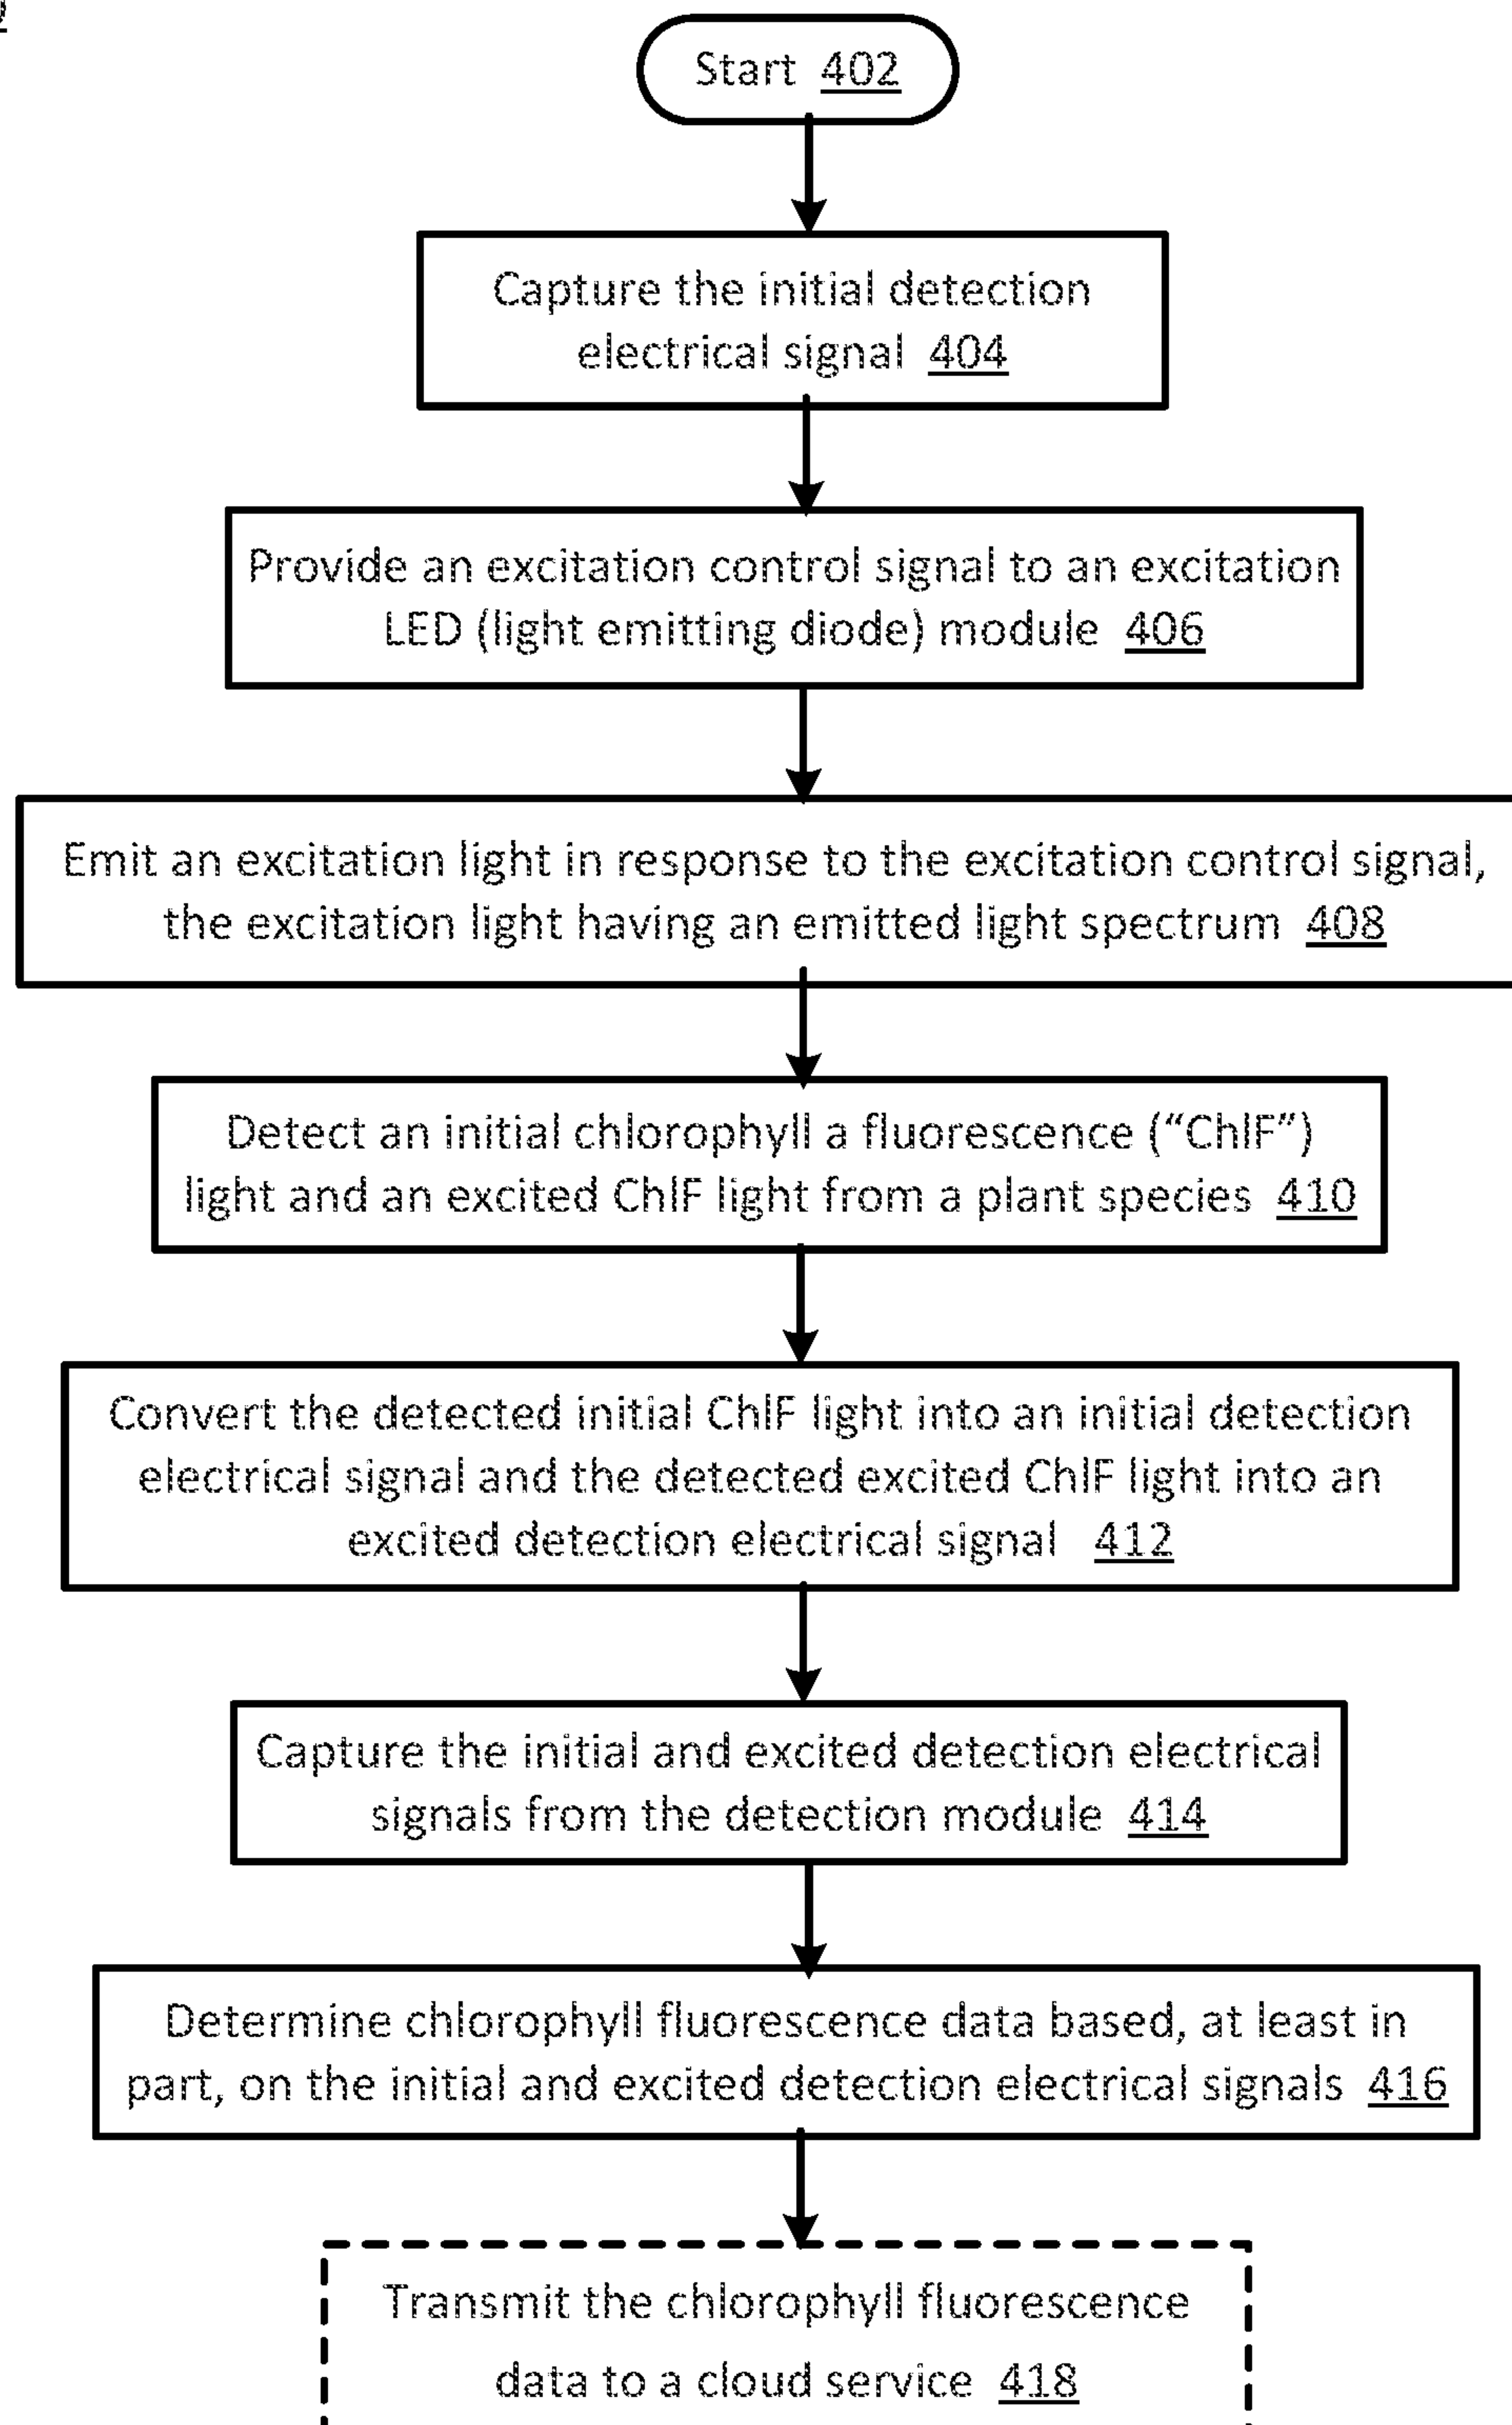 Start 402
Capture the initial detection
electrical signal 404
Provide an excitation control signal to an excitation
LED (light emitting diode) module 406
Emit an excitation light in response to the excitation control signal,
the excitation light having an emitted light spectrum 408
Detect an initial chlorophyll a fluorescence (“ChlF”)
light and an excited ChlF light from a plant species 410
Convert the detected initial ChlF light into an initial detection
electrical signal and the detected excited ChlF light into an
excited detection electrical signal 412
Capture the initial and excited detection electrical
signals from the detection module 414
Determine chlorophyll fluorescence data based, at least in
part, on the initial and excited detection electrical signals 416
Transmit the chlorophyll fluorescence
data to a cloud service 418